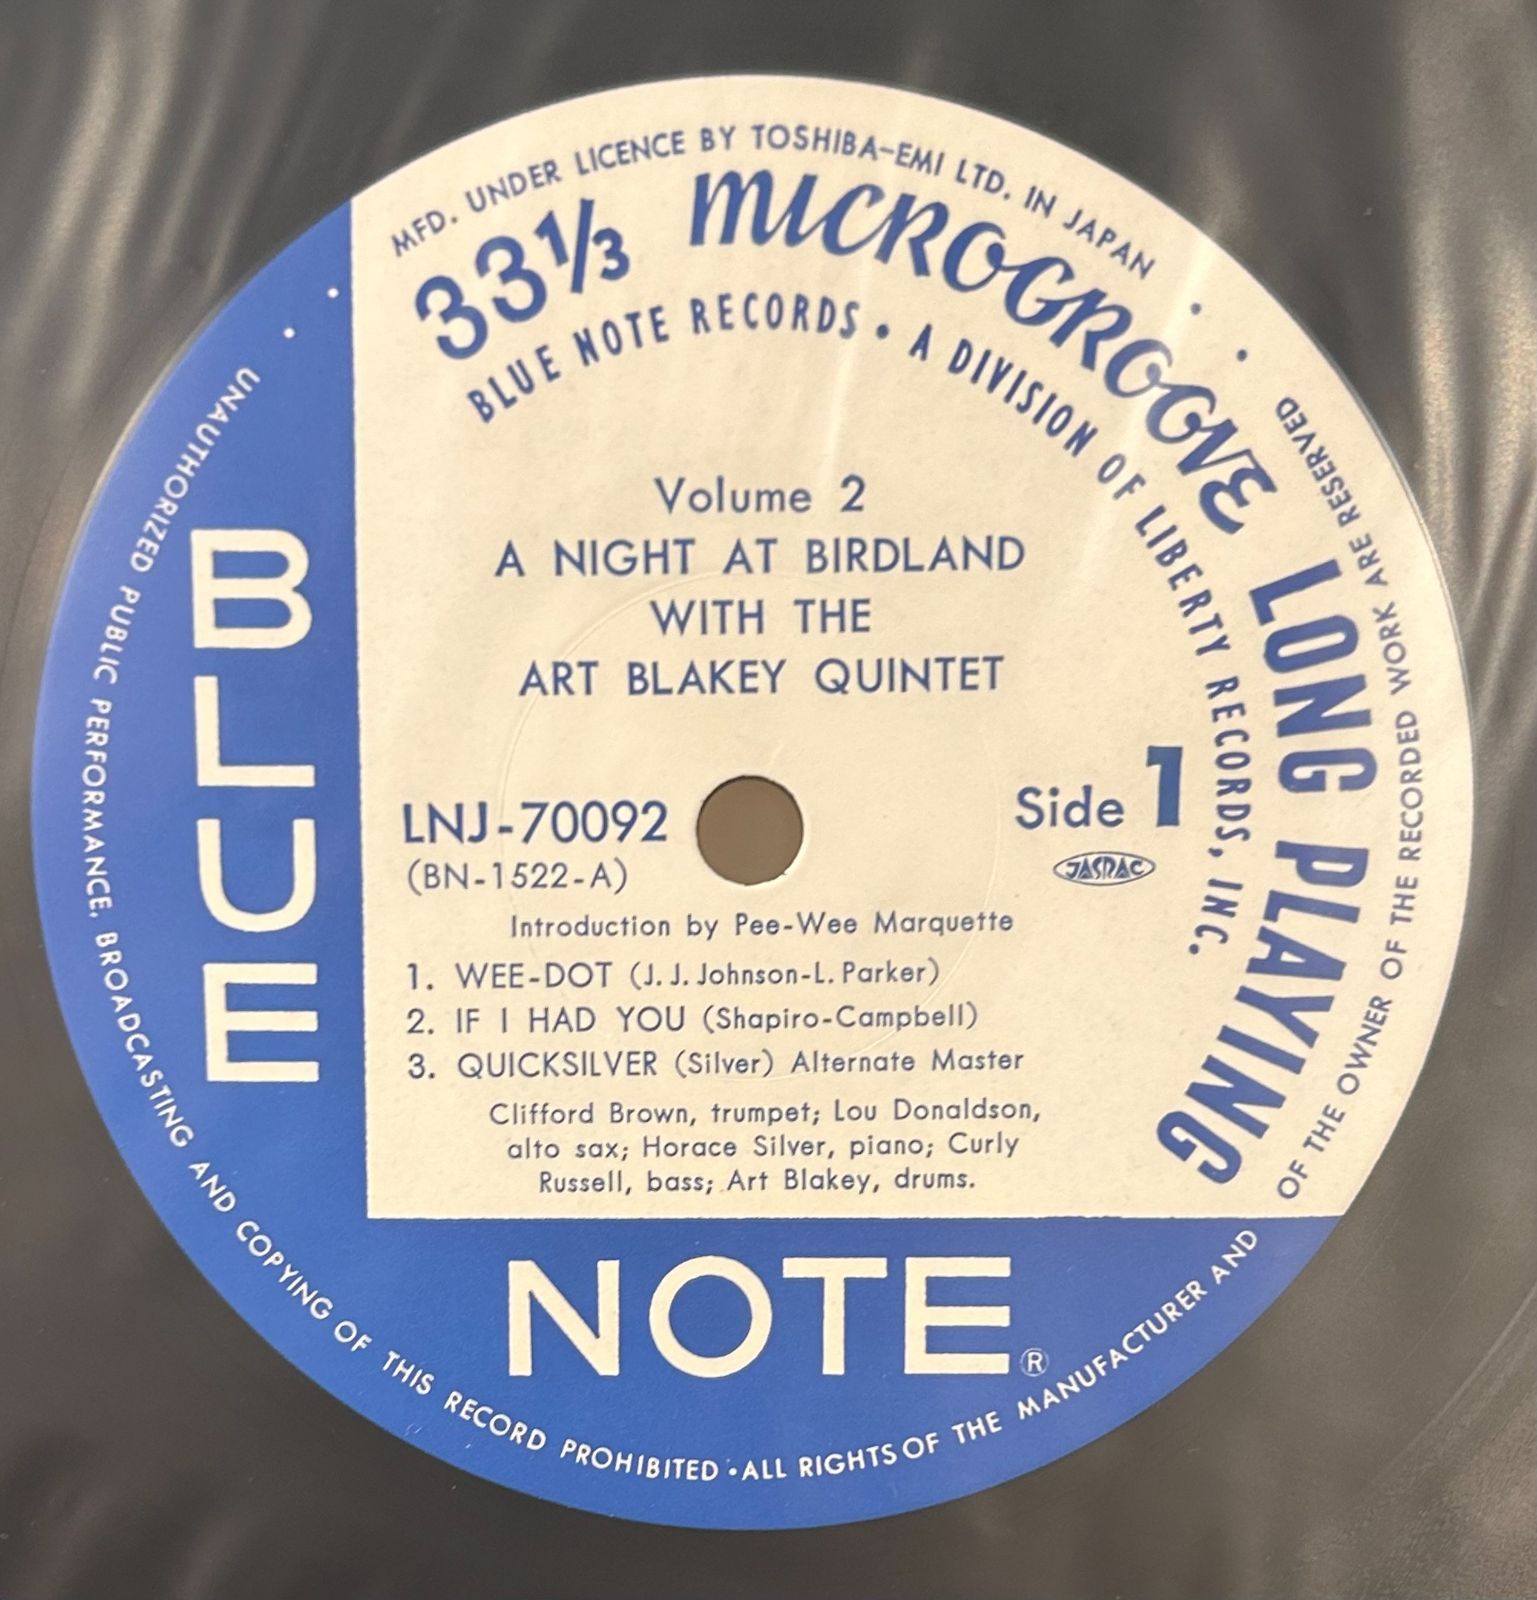 MFD. UNDER LICENCE BY TOSHIBA-EMI LTD. IN JAPAN
33⅓ MICROGROOVE LONG PLAYING
BLUE NOTE RECORDS • A DIVISION OF LIBERTY RECORDS, INC.
Volume 2
A NIGHT AT BIRDLAND
WITH THE
ART BLAKEY QUINTET
LNJ-70092
(BN-1522-A)
Side 1
JASRAC
Introduction by Pee-Wee Marquette
1. WEE-DOT (J. J. Johnson-L. Parker)
2. IF I HAD YOU (Shapiro-Campbell)
3. QUICKSILVER (Silver) Alternate Master
Clifford Brown, trumpet; Lou Donaldson,
alto sax; Horace Silver, piano; Curly
Russell, bass; Art Blakey, drums.
BLUE
NOTE®
UNAUTHORIZED PUBLIC PERFORMANCE, BROADCASTING AND COPYING OF THIS RECORD PROHIBITED • ALL RIGHTS OF THE MANUFACTURER AND OF THE OWNER OF THE RECORDED WORK ARE RESERVED